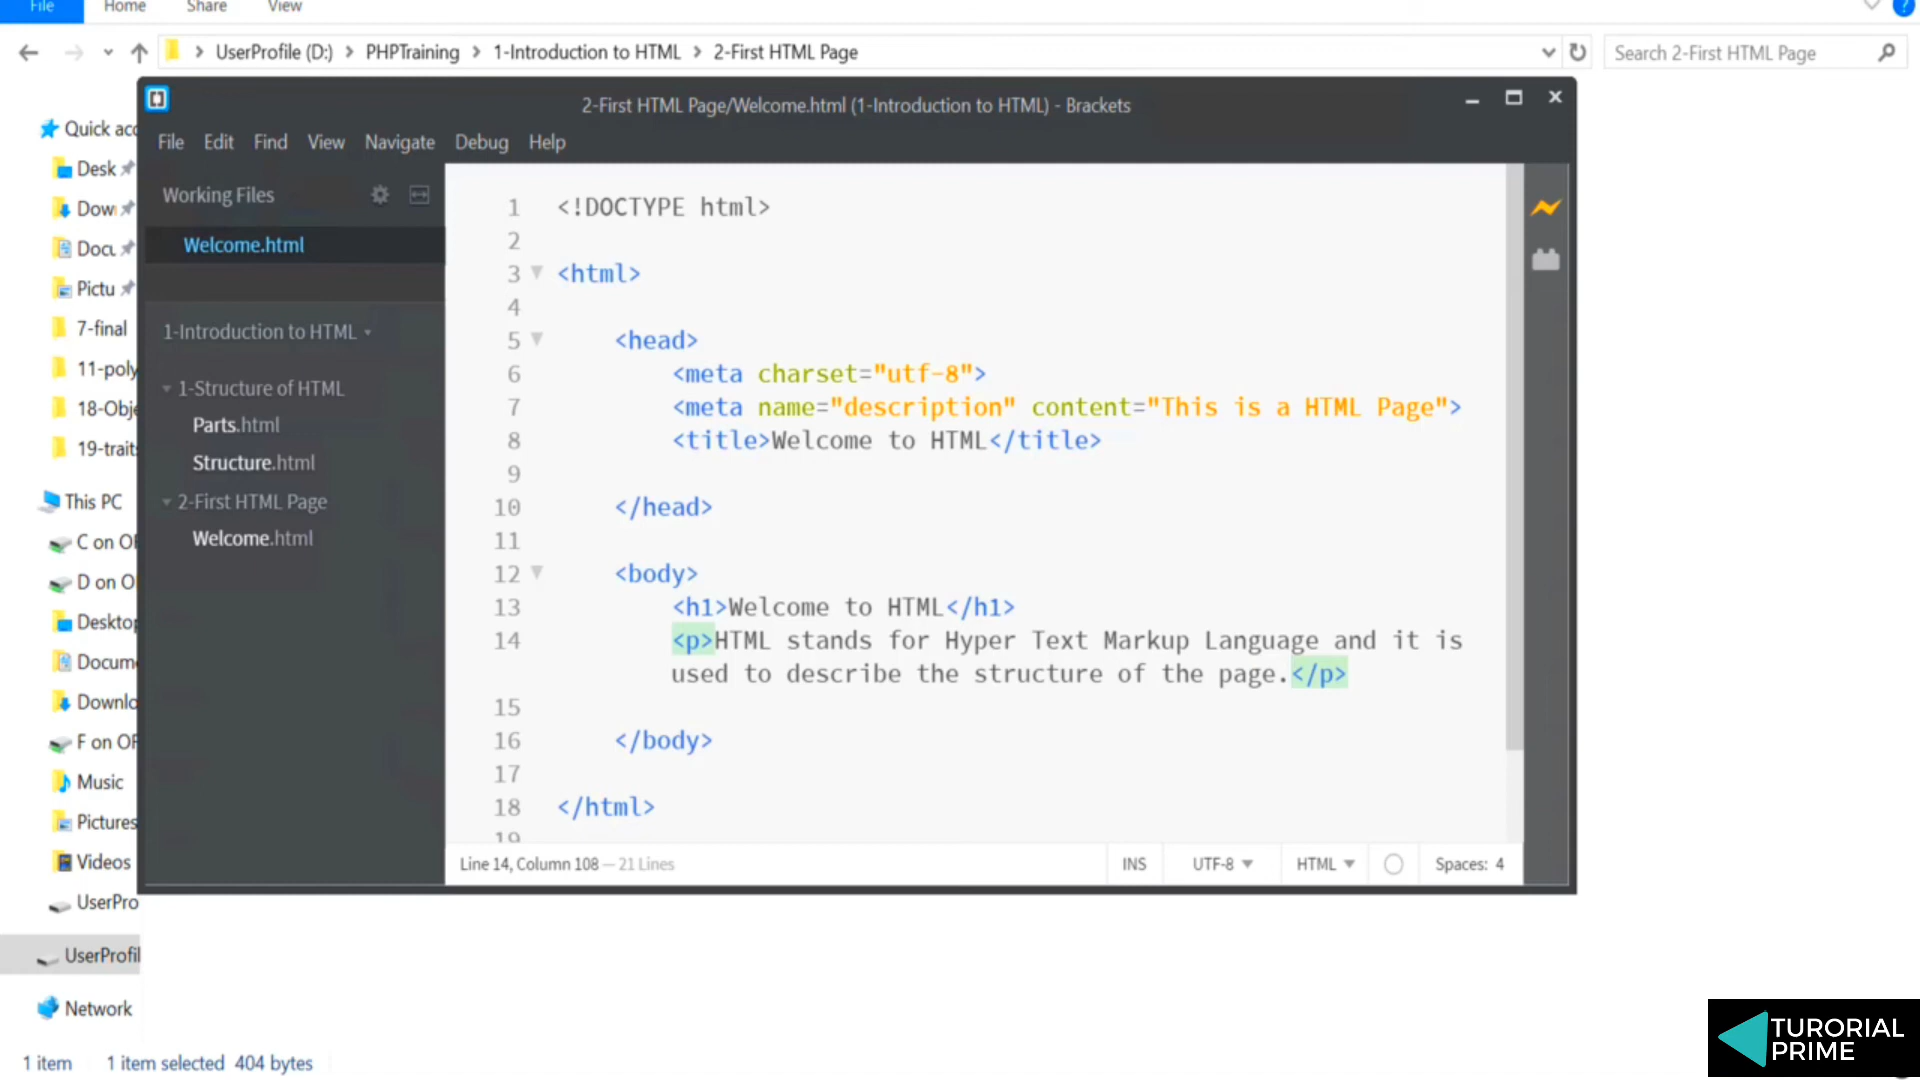 File Home Share View
UserProfile (D:) > PHPTraining > 1-Introduction to HTML > 2-First HTML Page
Search 2-First HTML Page
Quick acc
Desk
Dow
Docu
Pictu
7-final
11-poly
18-Obje
19-trait
This PC
C on OF
D on O
Desktop
Docume
Downlo
F on OF
Music
Pictures
Videos
UserPro
UserProfil
Network
1 item 1 item selected 404 bytes
2-First HTML Page/Welcome.html (1-Introduction to HTML) - Brackets
File Edit Find View Navigate Debug Help
Working Files
Welcome.html
1-Introduction to HTML
1-Structure of HTML
Parts.html
Structure.html
2-First HTML Page
Welcome.html
1 <!DOCTYPE html>
2
3 <html>
4
5 <head>
6 <meta charset="utf-8">
7 <meta name="description" content="This is a HTML Page">
8 <title>Welcome to HTML</title>
9
10 </head>
11
12 <body>
13 <h1>Welcome to HTML</h1>
14 <p>HTML stands for Hyper Text Markup Language and it is
used to describe the structure of the page.</p>
15
16 </body>
17
18 </html>
19
Line 14, Column 108 — 21 Lines
INS UTF-8 HTML Spaces: 4
TURORIAL
PRIME